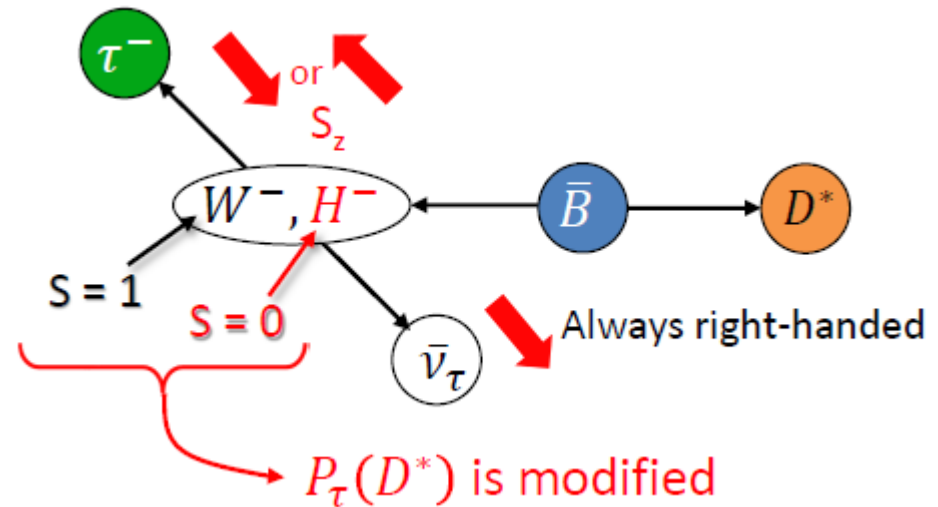 τ⁻
or
S_z
W⁻, H⁻
B̄
D*
S = 1
S = 0
Always right-handed
ν̄_τ
P_τ(D*) is modified